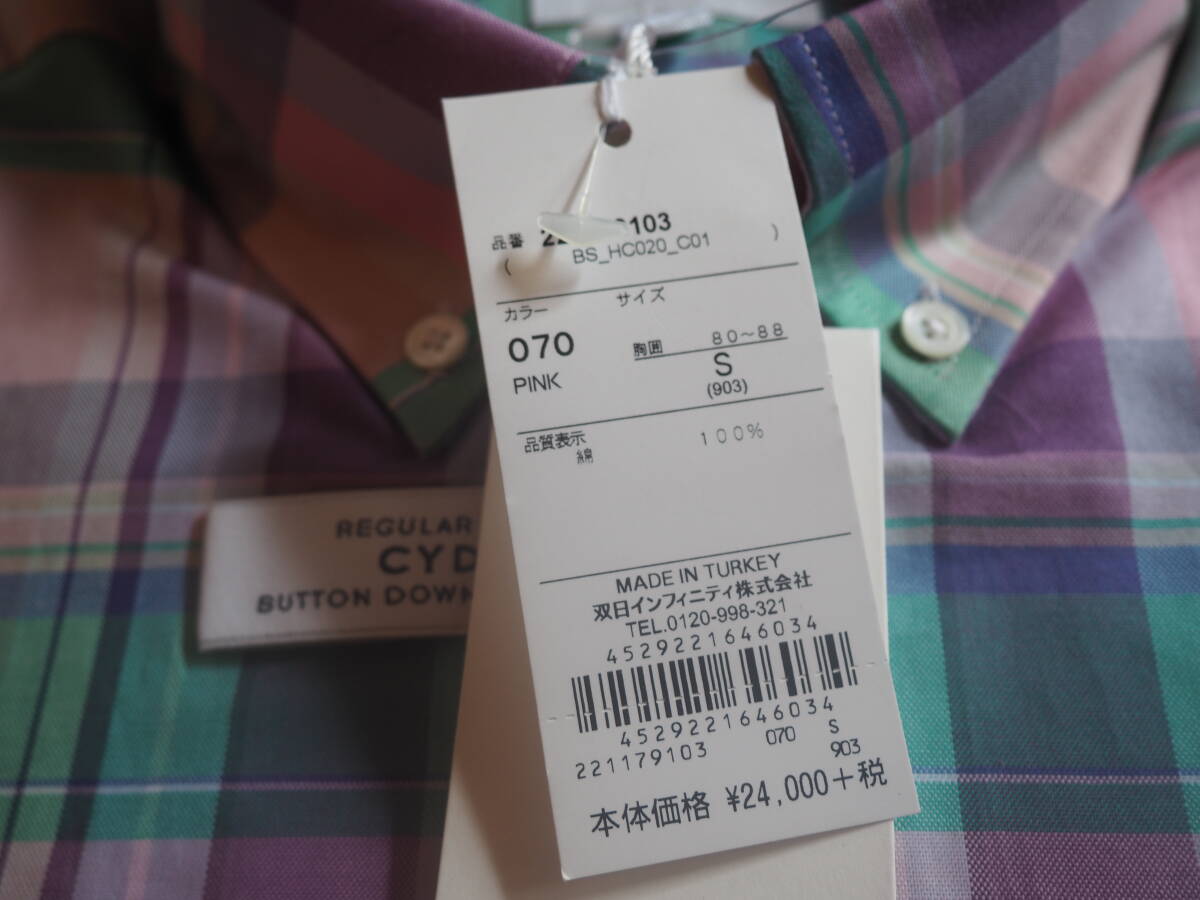 品番 22 103
( BS_HC020_C01 )
カラー サイズ
070 胸囲 80~88
PINK S
(903)
品質表示
綿 100%
MADE IN TURKEY
双日インフィニティ株式会社
TEL.0120-998-321
4529221646034
4529221646034
221179103 070 S
903
本体価格 ¥24,000+税
REGULAR
CYD
BUTTON DOWN